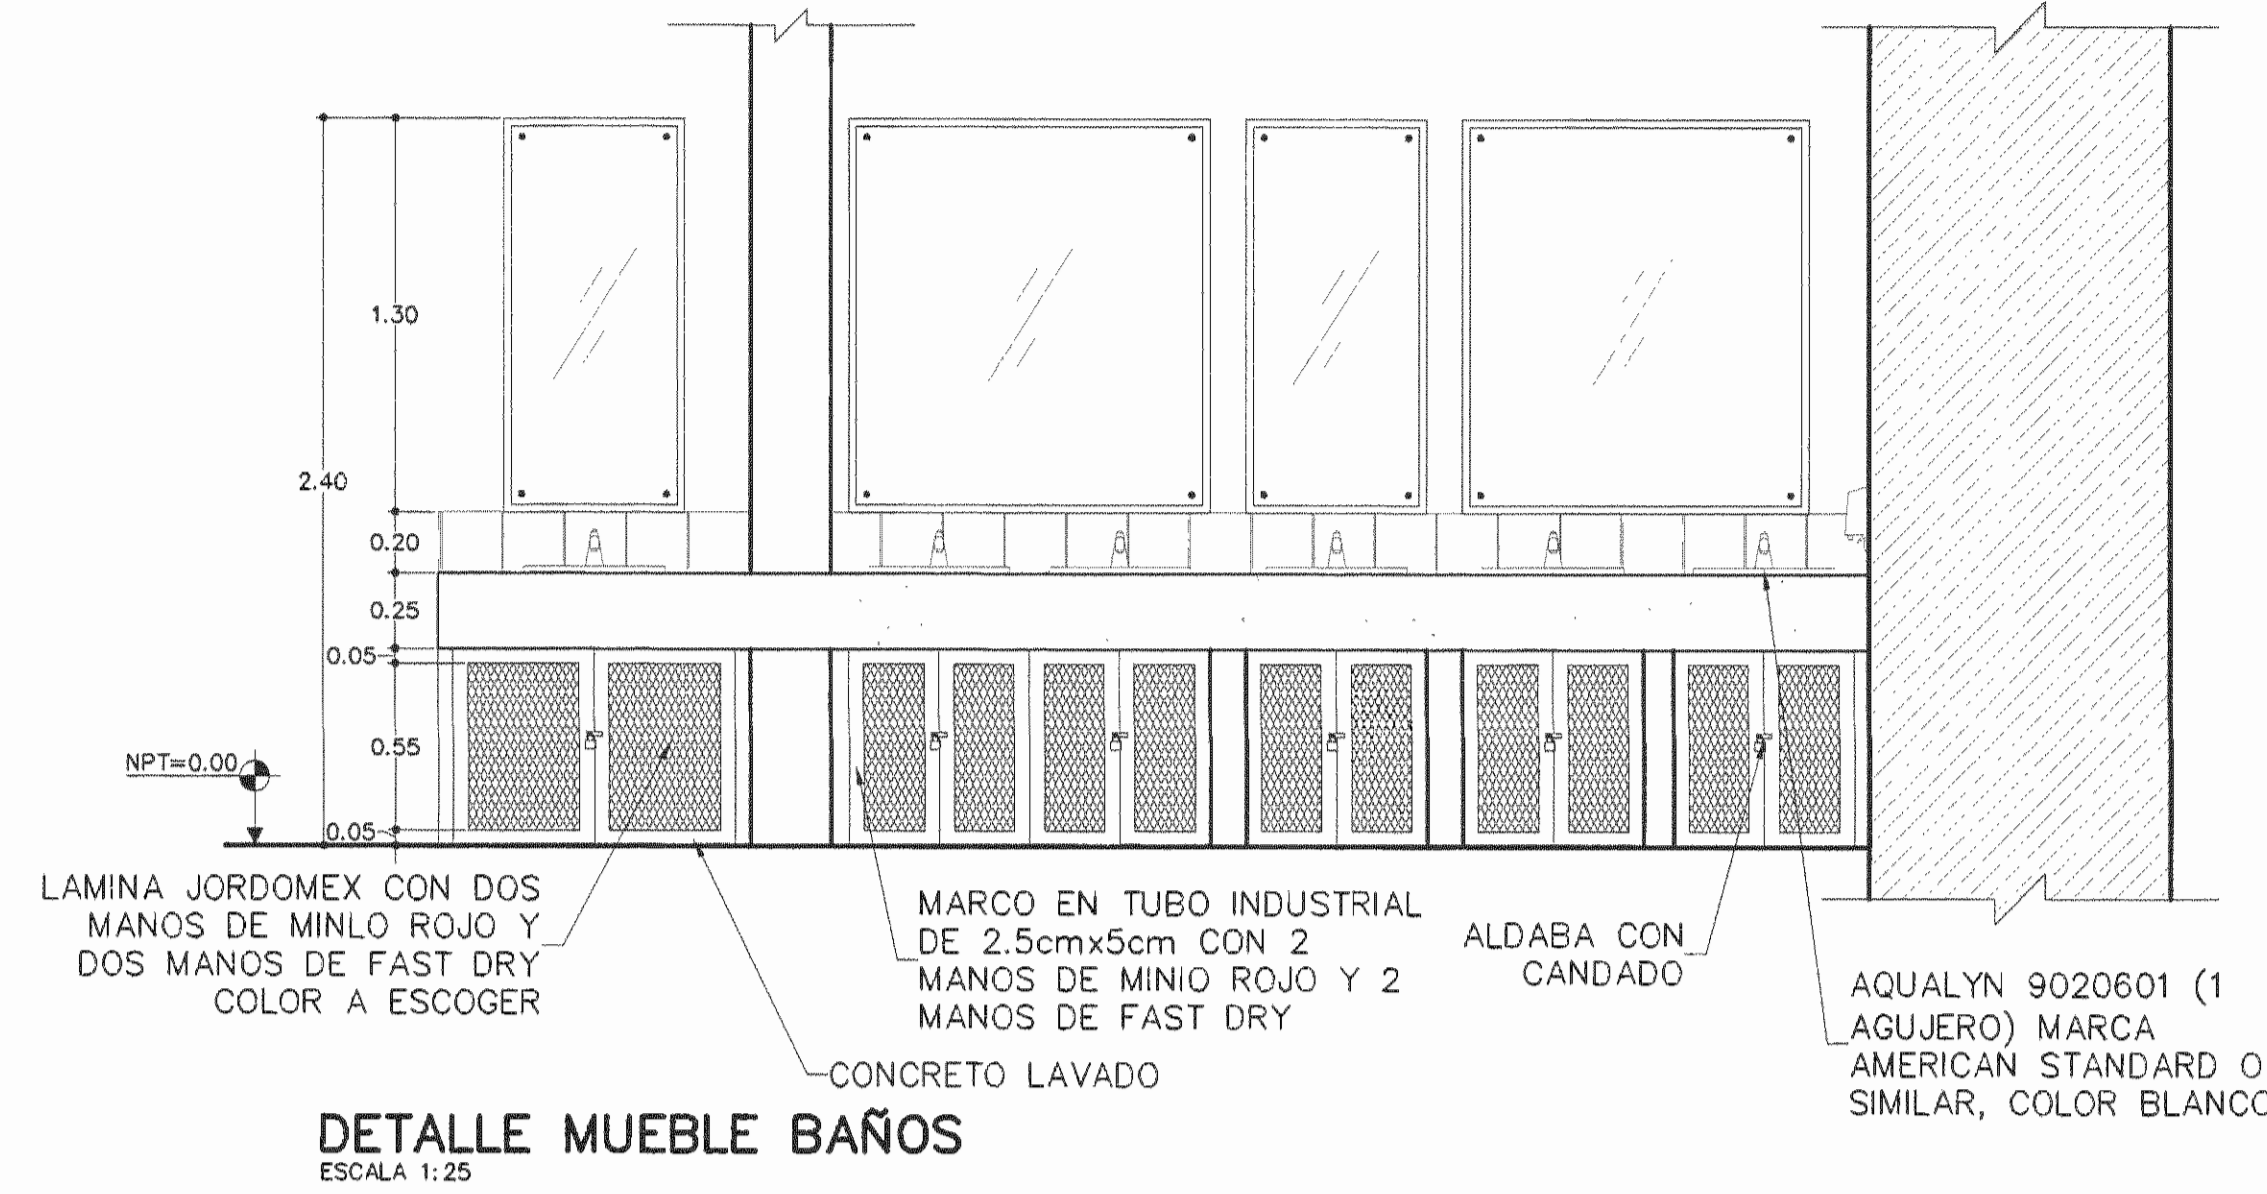 1.30
2.40
0.20
0.25
0.05
0.55
NPT=0.00
0.05
LAMINA JORDOMEX CON DOS
MANOS DE MINLO ROJO Y
DOS MANOS DE FAST DRY
COLOR A ESCOGER
MARCO EN TUBO INDUSTRIAL
DE 2.5cmx5cm CON 2
MANOS DE MINIO ROJO Y 2
MANOS DE FAST DRY
ALDABA CON
CANDADO
AQUALYN 9020601 (1
AGUJERO) MARCA
AMERICAN STANDARD O
SIMILAR, COLOR BLANCO
CONCRETO LAVADO
DETALLE MUEBLE BAÑOS
ESCALA 1:25